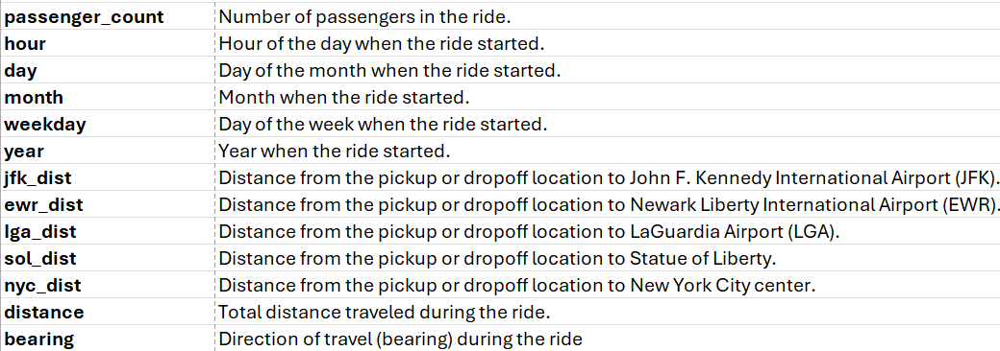 passenger_count Number of passengers in the ride.
hour Hour of the day when the ride started.
day Day of the month when the ride started.
month Month when the ride started.
weekday Day of the week when the ride started.
year Year when the ride started.
jfk_dist Distance from the pickup or dropoff location to John F. Kennedy International Airport (JFK).
ewr_dist Distance from the pickup or dropoff location to Newark Liberty International Airport (EWR).
lga_dist Distance from the pickup or dropoff location to LaGuardia Airport (LGA).
sol_dist Distance from the pickup or dropoff location to Statue of Liberty.
nyc_dist Distance from the pickup or dropoff location to New York City center.
distance Total distance traveled during the ride.
bearing Direction of travel (bearing) during the ride